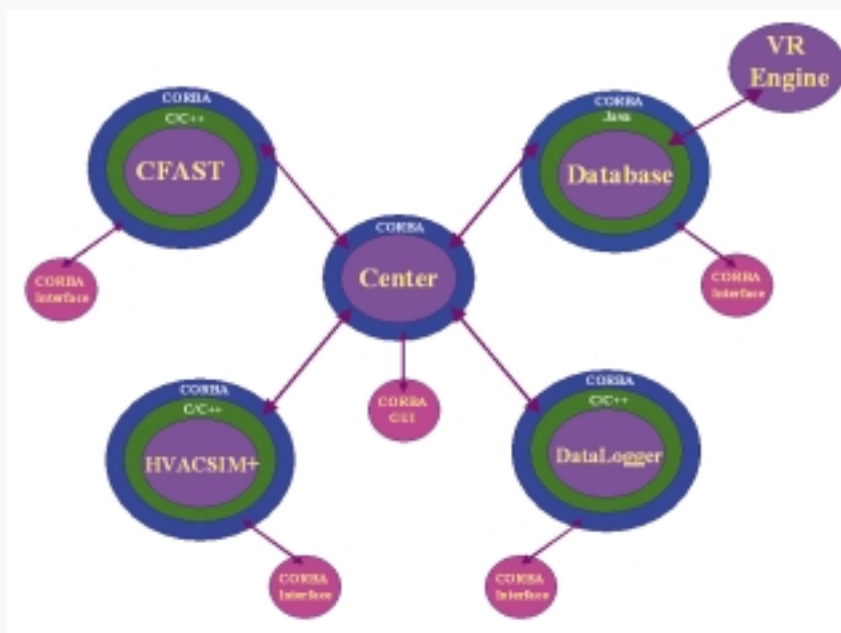 VR
Engine
CORBA
C/C++
CFAST
CORBA
Java
Database
CORBA
Center
CORBA
Interface
CORBA
Interface
CORBA
GUI
CORBA
C/C++
HVACSIM+
CORBA
C/C++
DataLogger
CORBA
Interface
CORBA
Interface